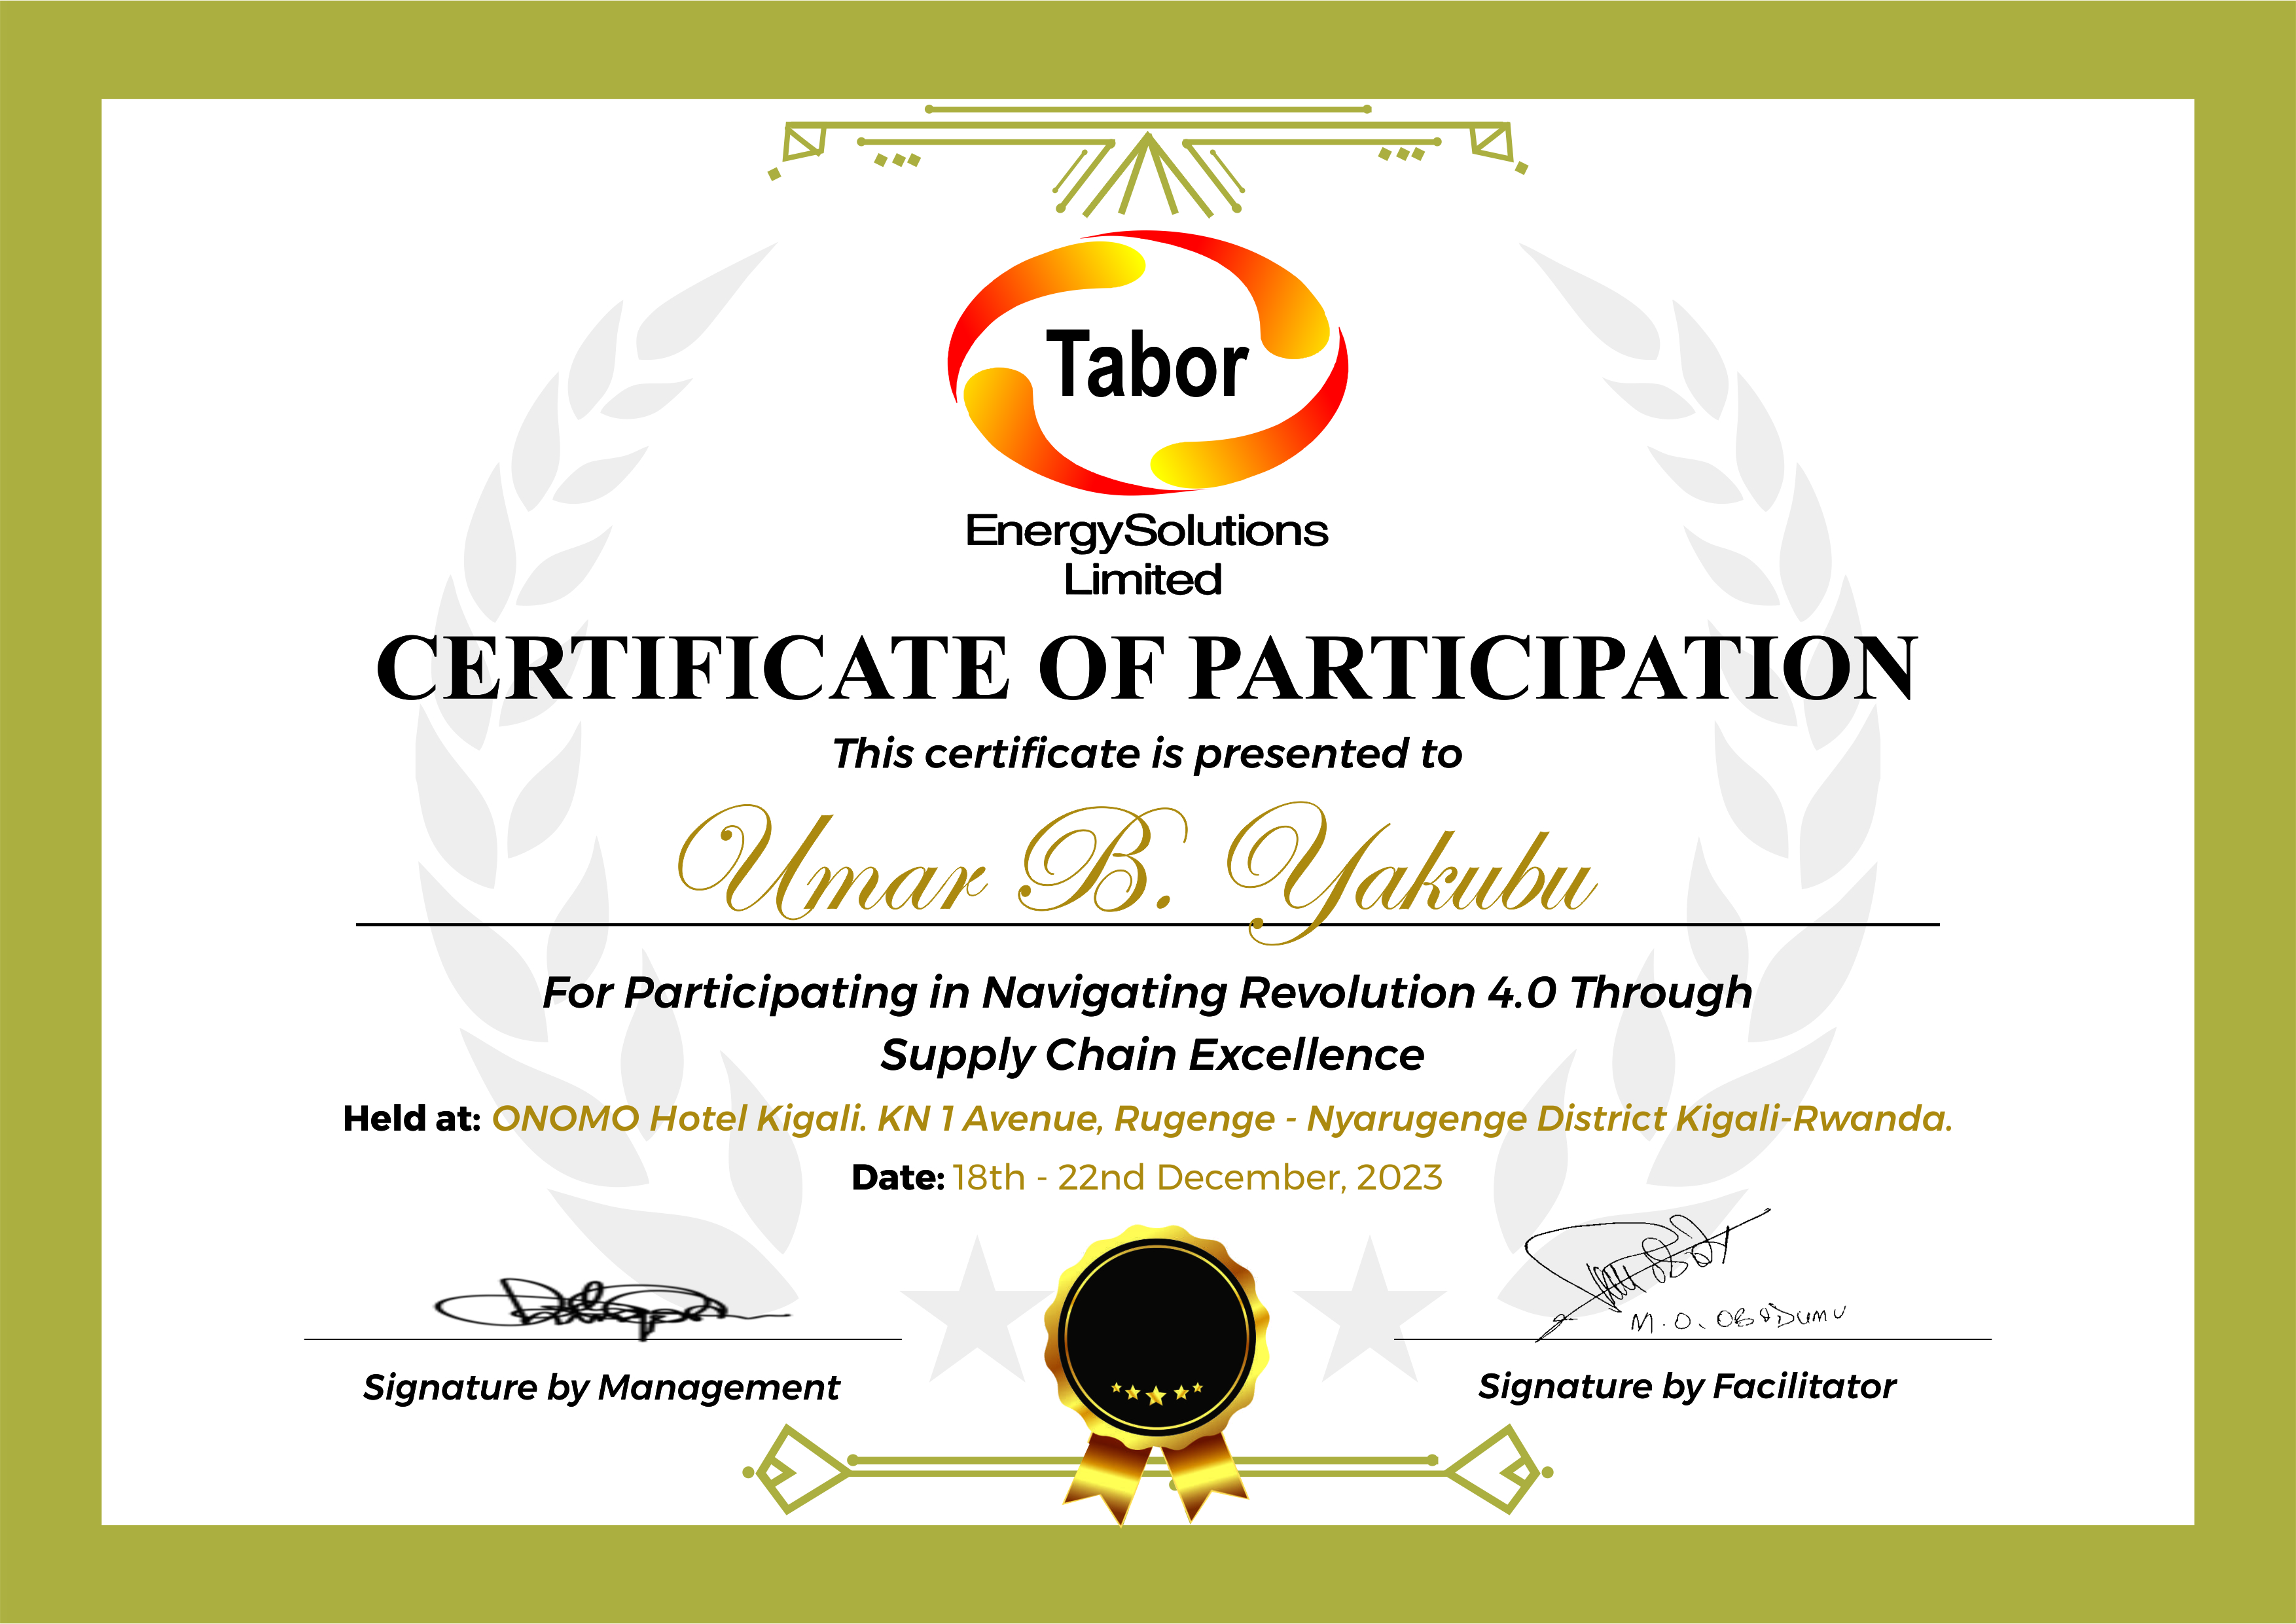 Tabor
EnergySolutions
Limited
CERTIFICATE OF PARTICIPATION
This certificate is presented to
Umar B. Yakubu
For Participating in Navigating Revolution 4.0 Through
Supply Chain Excellence
Held at: ONOMO Hotel Kigali. KN 1 Avenue, Rugenge - Nyarugenge District Kigali-Rwanda.
Date: 18th - 22nd December, 2023
M.O.
Signature by Management
Signature by Facilitator